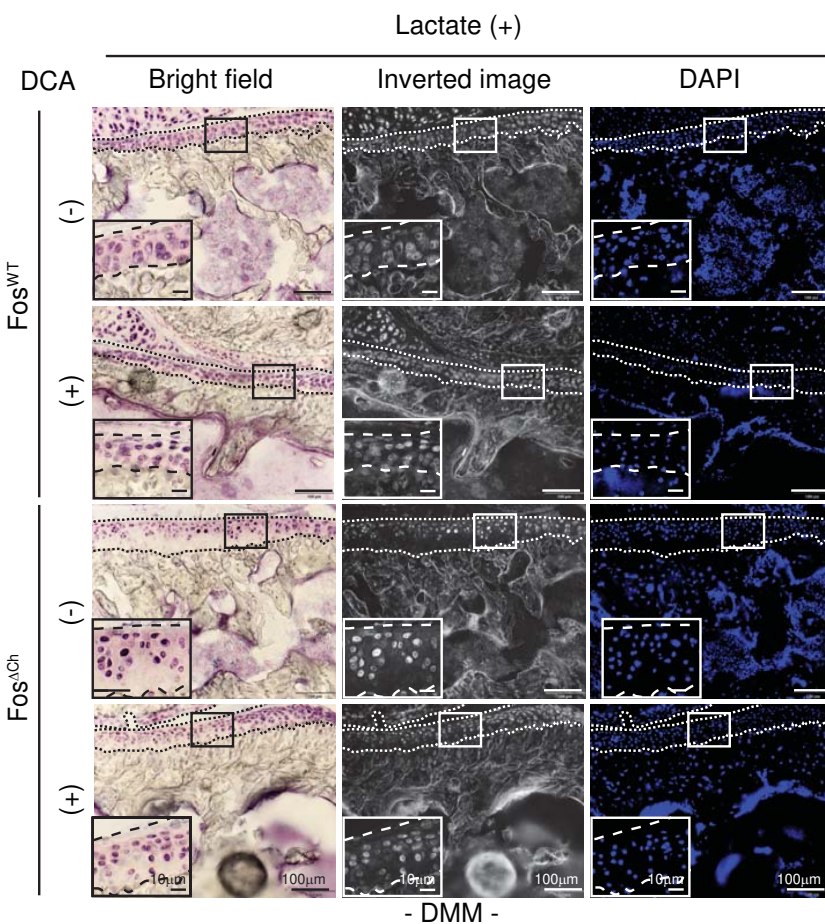 Lactate (+)
DCA Bright field Inverted image DAPI
Fos^WT
(-)
(+)
Fos^ΔCh
(-)
(+)
10μm 100μm 10μm 100μm 10μm 100μm
- DMM -